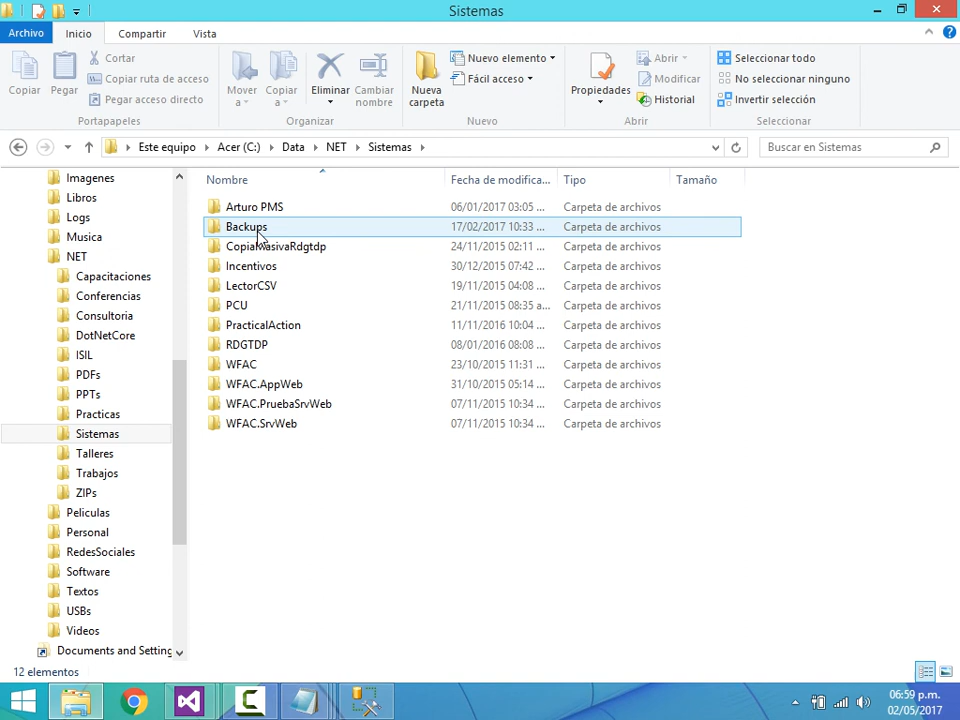 Sistemas
Archivo Inicio Compartir Vista
Copiar
Pegar
Cortar
Copiar ruta de acceso
Pegar acceso directo
Portapapeles
Mover a
Copiar a
Eliminar
Cambiar nombre
Organizar
Nueva carpeta
Nuevo elemento
Fácil acceso
Nuevo
Propiedades
Abrir
Modificar
Historial
Abrir
Seleccionar todo
No seleccionar ninguno
Invertir selección
Seleccionar
Este equipo Acer (C:) Data NET Sistemas
Buscar en Sistemas
Imagenes
Libros
Logs
Musica
NET
Capacitaciones
Conferencias
Consultoria
DotNetCore
ISIL
PDFs
PPTs
Practicas
Sistemas
Talleres
Trabajos
ZIPs
Peliculas
Personal
RedesSociales
Software
Textos
USBs
Videos
Documents and Setting
Nombre Fecha de modifica... Tipo Tamaño
Arturo PMS 06/01/2017 03:05 ... Carpeta de archivos
Backups 17/02/2017 10:33 ... Carpeta de archivos
CopiaMasivaRdgtdp 24/11/2015 02:11 ... Carpeta de archivos
Incentivos 30/12/2015 07:42 ... Carpeta de archivos
LectorCSV 19/11/2015 04:08 ... Carpeta de archivos
PCU 21/11/2015 08:35 a... Carpeta de archivos
PracticalAction 11/11/2016 10:04 ... Carpeta de archivos
RDGTDP 08/01/2016 08:08 ... Carpeta de archivos
WFAC 23/10/2015 11:31 ... Carpeta de archivos
WFAC.AppWeb 31/10/2015 05:14 ... Carpeta de archivos
WFAC.PruebaSrvWeb 07/11/2015 10:34 ... Carpeta de archivos
WFAC.SrvWeb 07/11/2015 10:34 ... Carpeta de archivos
12 elementos
06:59 p.m.
02/05/2017